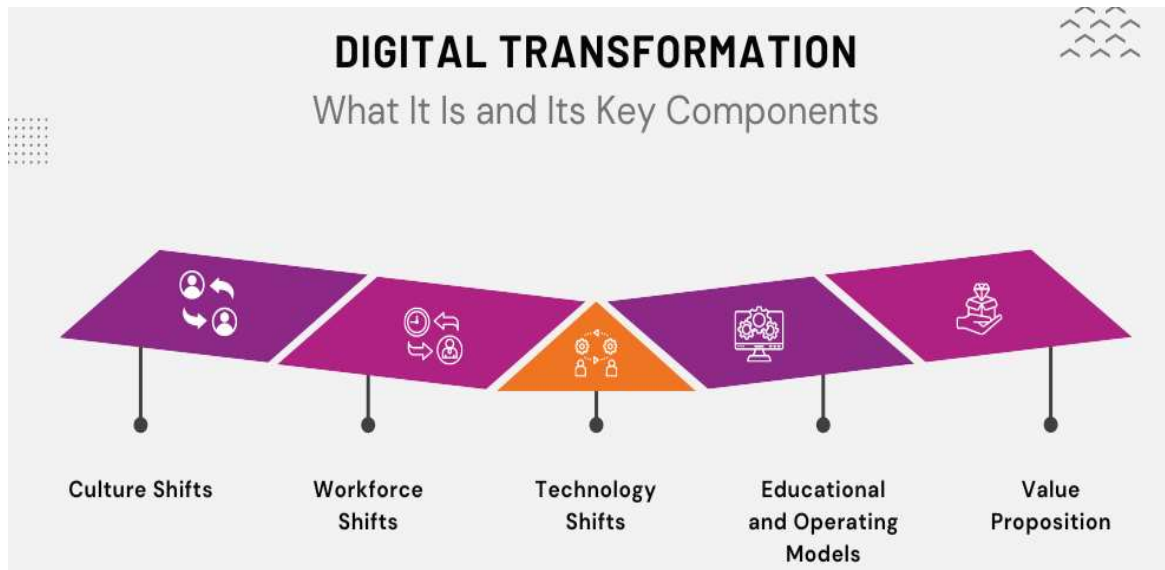 DIGITAL TRANSFORMATION
What It Is and Its Key Components
Culture Shifts
Workforce
Shifts
Technology
Shifts
Educational
and Operating
Models
Value
Proposition